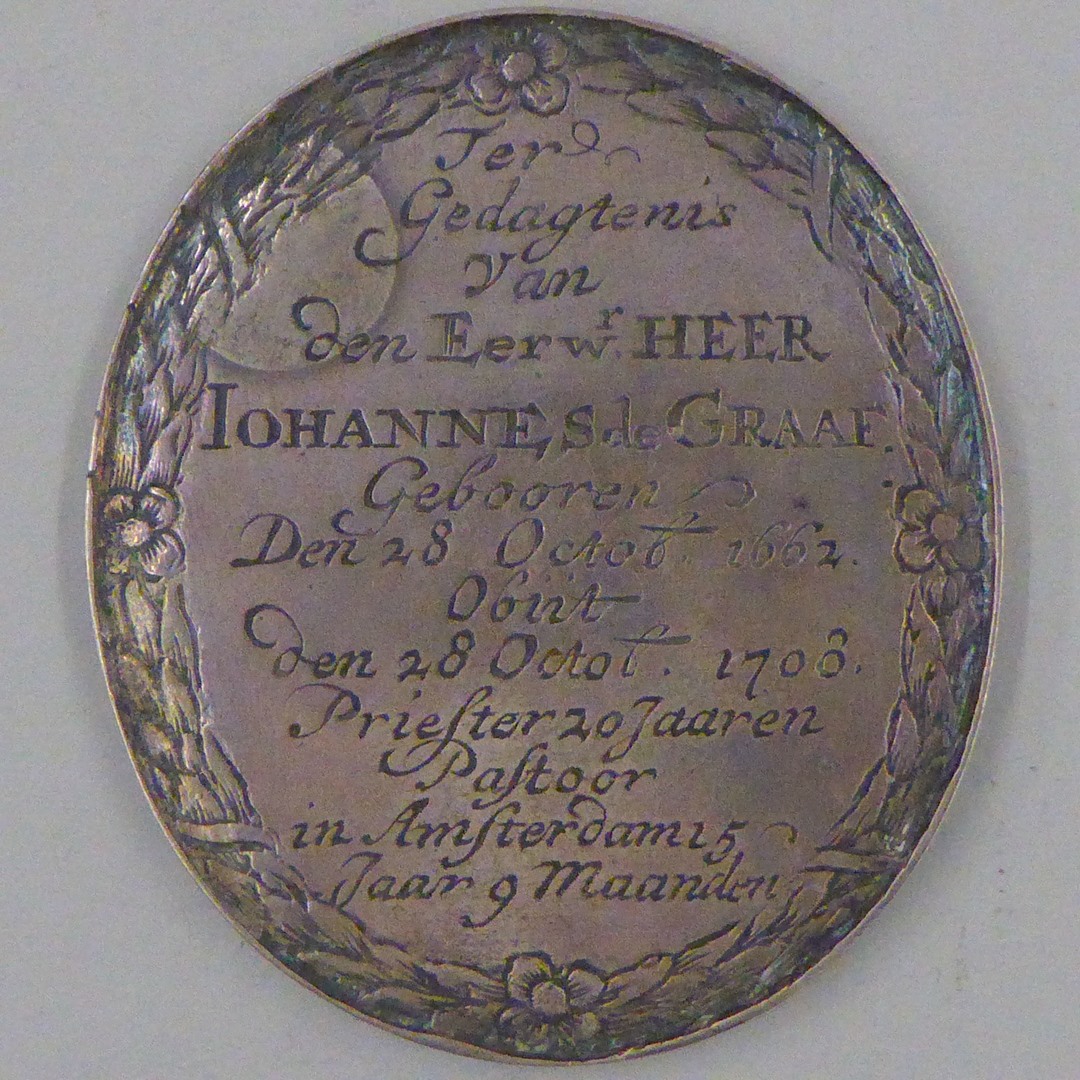 Ter
Gedagtenis
Van
den Eerwr. HEER
IOHANNES de GRAAF.
Gebooren
Den 28 Octob. 1662.
Obiit
den 28 Octob. 1708.
Priester 20 Jaaren
Pastoor
in Amsterdam 15
Jaar 9 Maanden